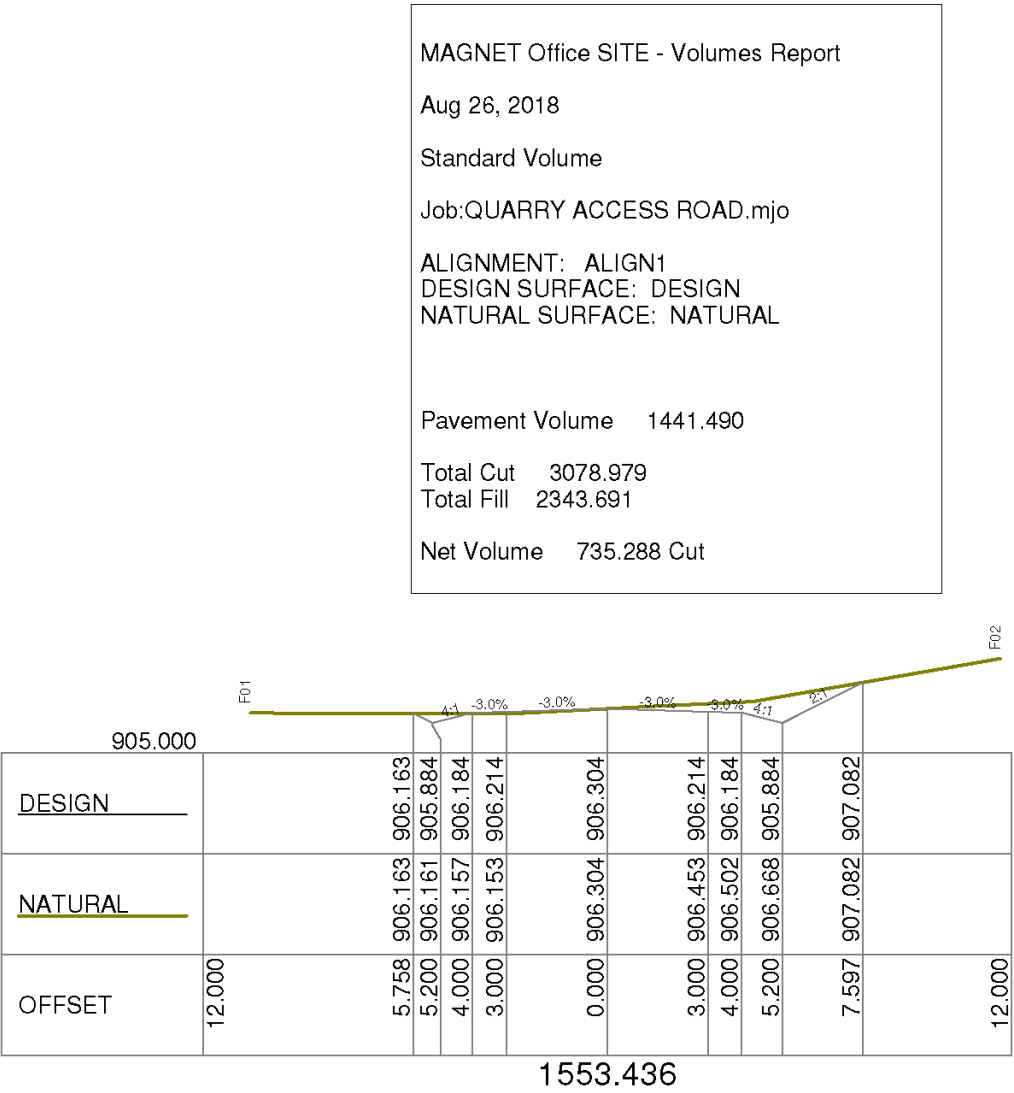 MAGNET Office SITE - Volumes Report
Aug 26, 2018
Standard Volume
Job:QUARRY ACCESS ROAD.mjo
ALIGNMENT: ALIGN1
DESIGN SURFACE: DESIGN
NATURAL SURFACE: NATURAL
Pavement Volume 1441.490
Total Cut 3078.979
Total Fill 2343.691
Net Volume 735.288 Cut
F01
F02
4:1 -3.0% -3.0% -3.0% -3.0% 4:1 2:1
905.000
DESIGN 906.163 905.884 906.184 906.214 906.304 906.214 906.184 905.884 907.082
NATURAL 906.163 906.161 906.157 906.153 906.304 906.453 906.502 906.668 907.082
OFFSET 12.000 5.758 5.200 4.000 3.000 0.000 3.000 4.000 5.200 7.597 12.000
1553.436